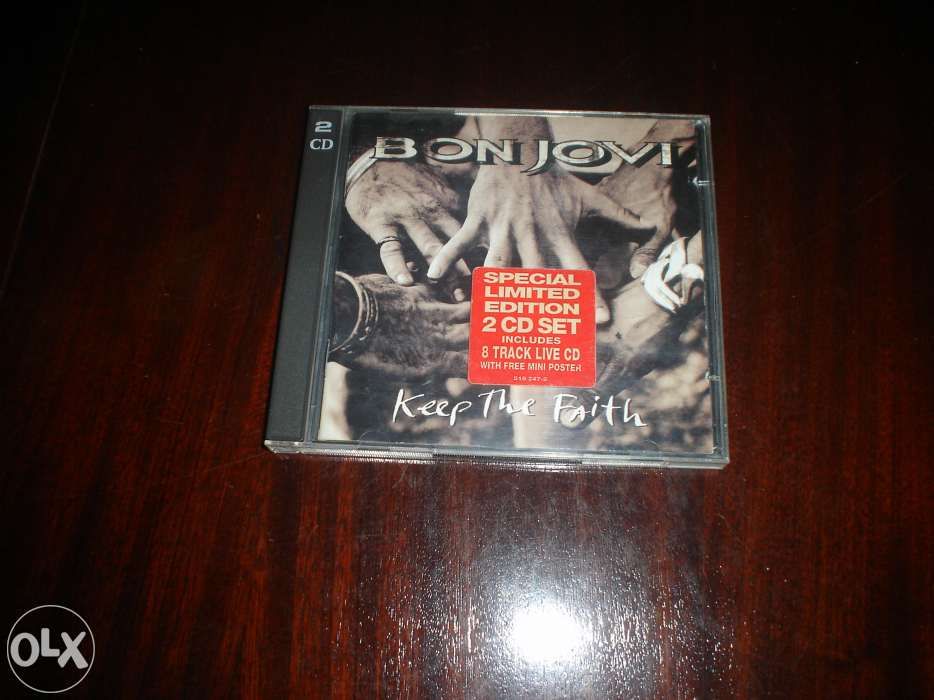 2
CD
BON JOVI
SPECIAL
LIMITED
EDITION
2 CD SET
INCLUDES
8 TRACK LIVE CD
WITH FREE MINI POSTER
Keep The Faith
OLX